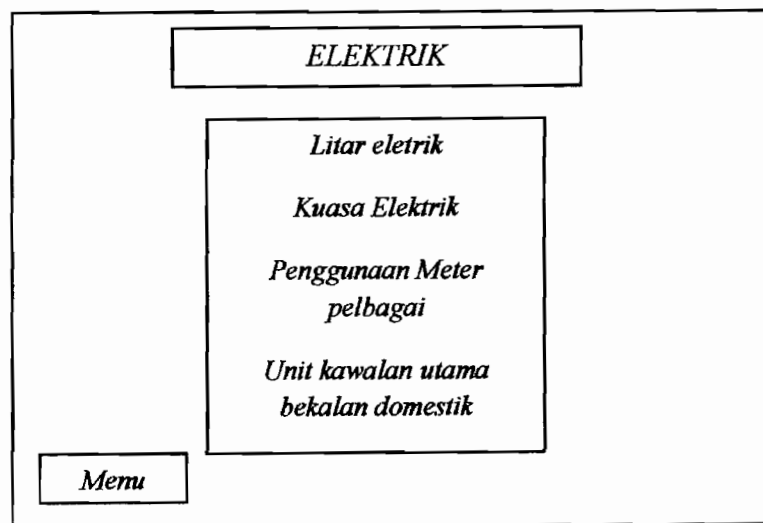 ELEKTRIK
Litar eletrik
Kuasa Elektrik
Penggunaan Meter
pelbagai
Unit kawalan utama
bekalan domestik
Menu